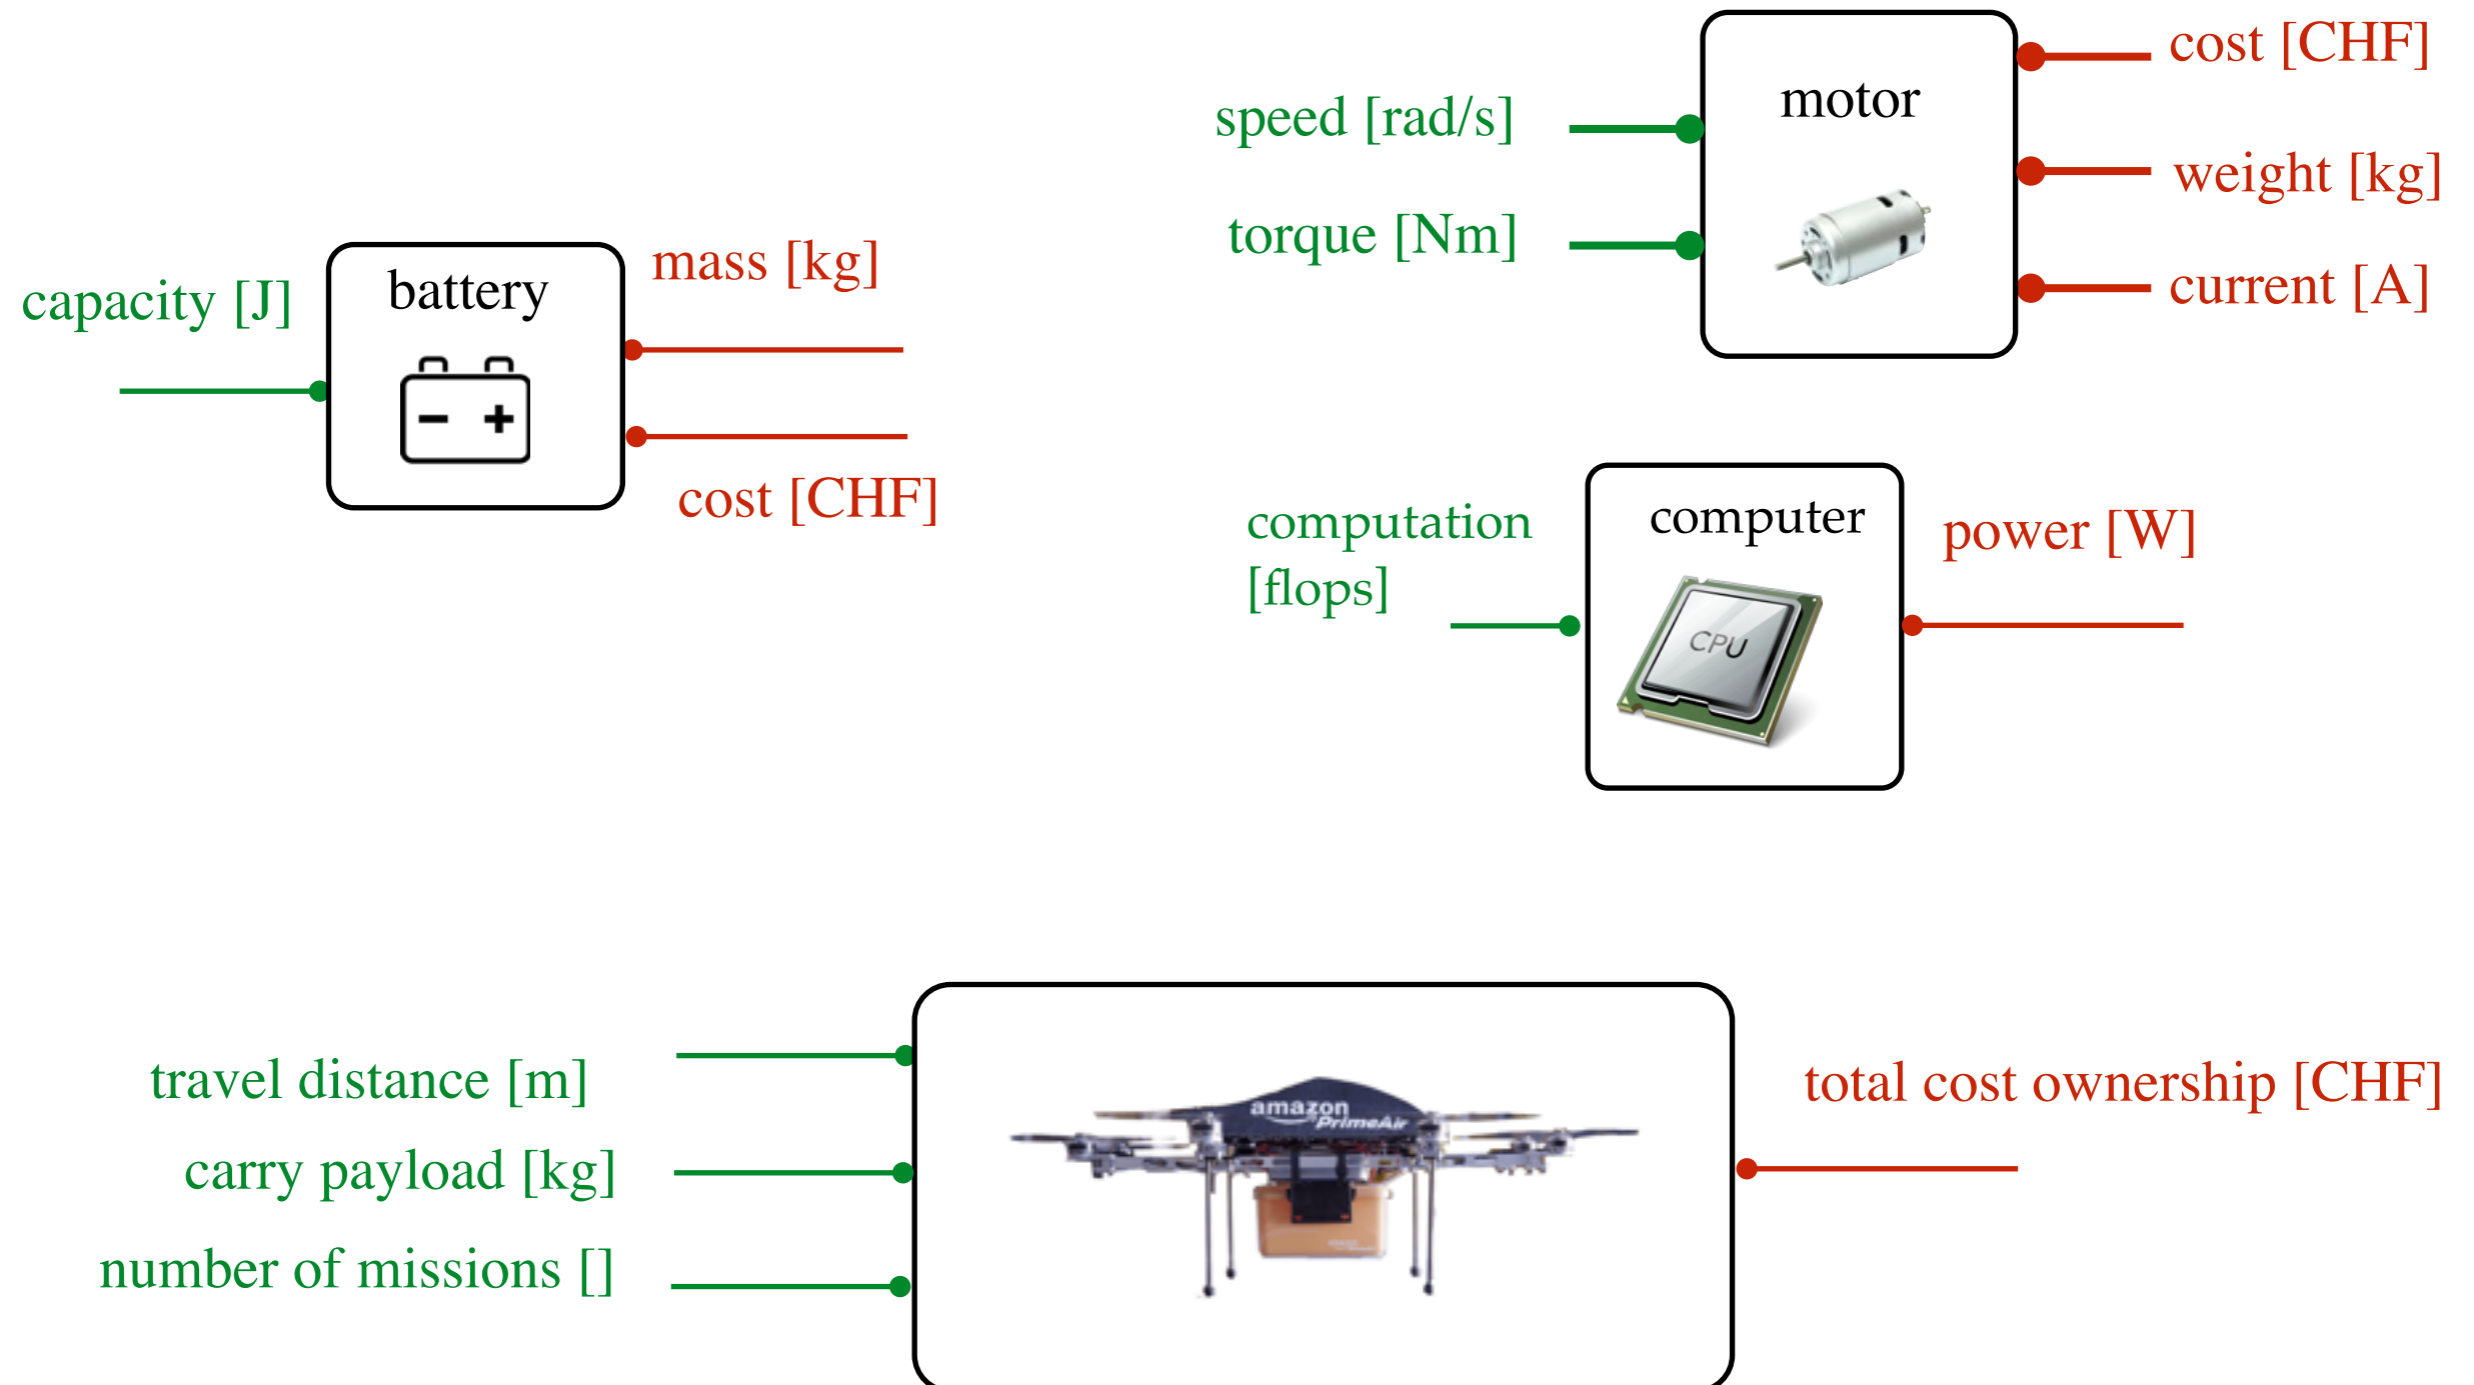 cost [CHF]
motor
speed [rad/s]
weight [kg]
torque [Nm]
current [A]
mass [kg]
battery
capacity [J]
- +
cost [CHF]
computation
[flops]
computer
power [W]
CPU
travel distance [m]
carry payload [kg]
number of missions []
amazon
PrimeAir
total cost ownership [CHF]